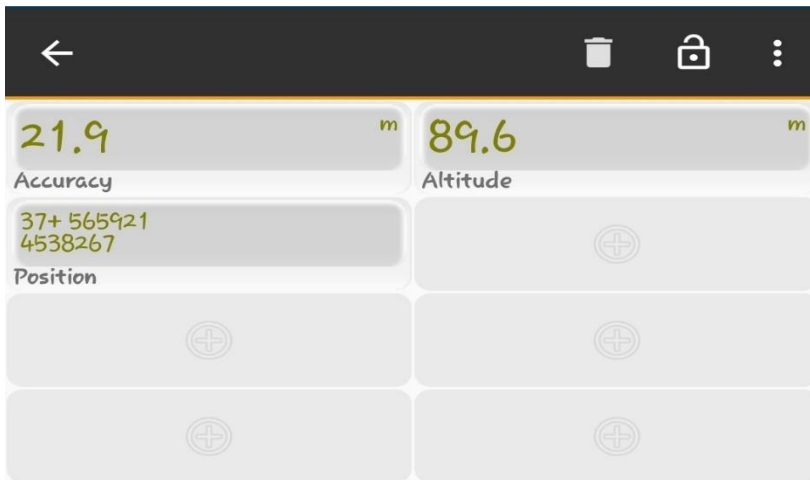 21.9 m
Accuracy
89.6 m
Altitude
37+ 565921
4538267
Position